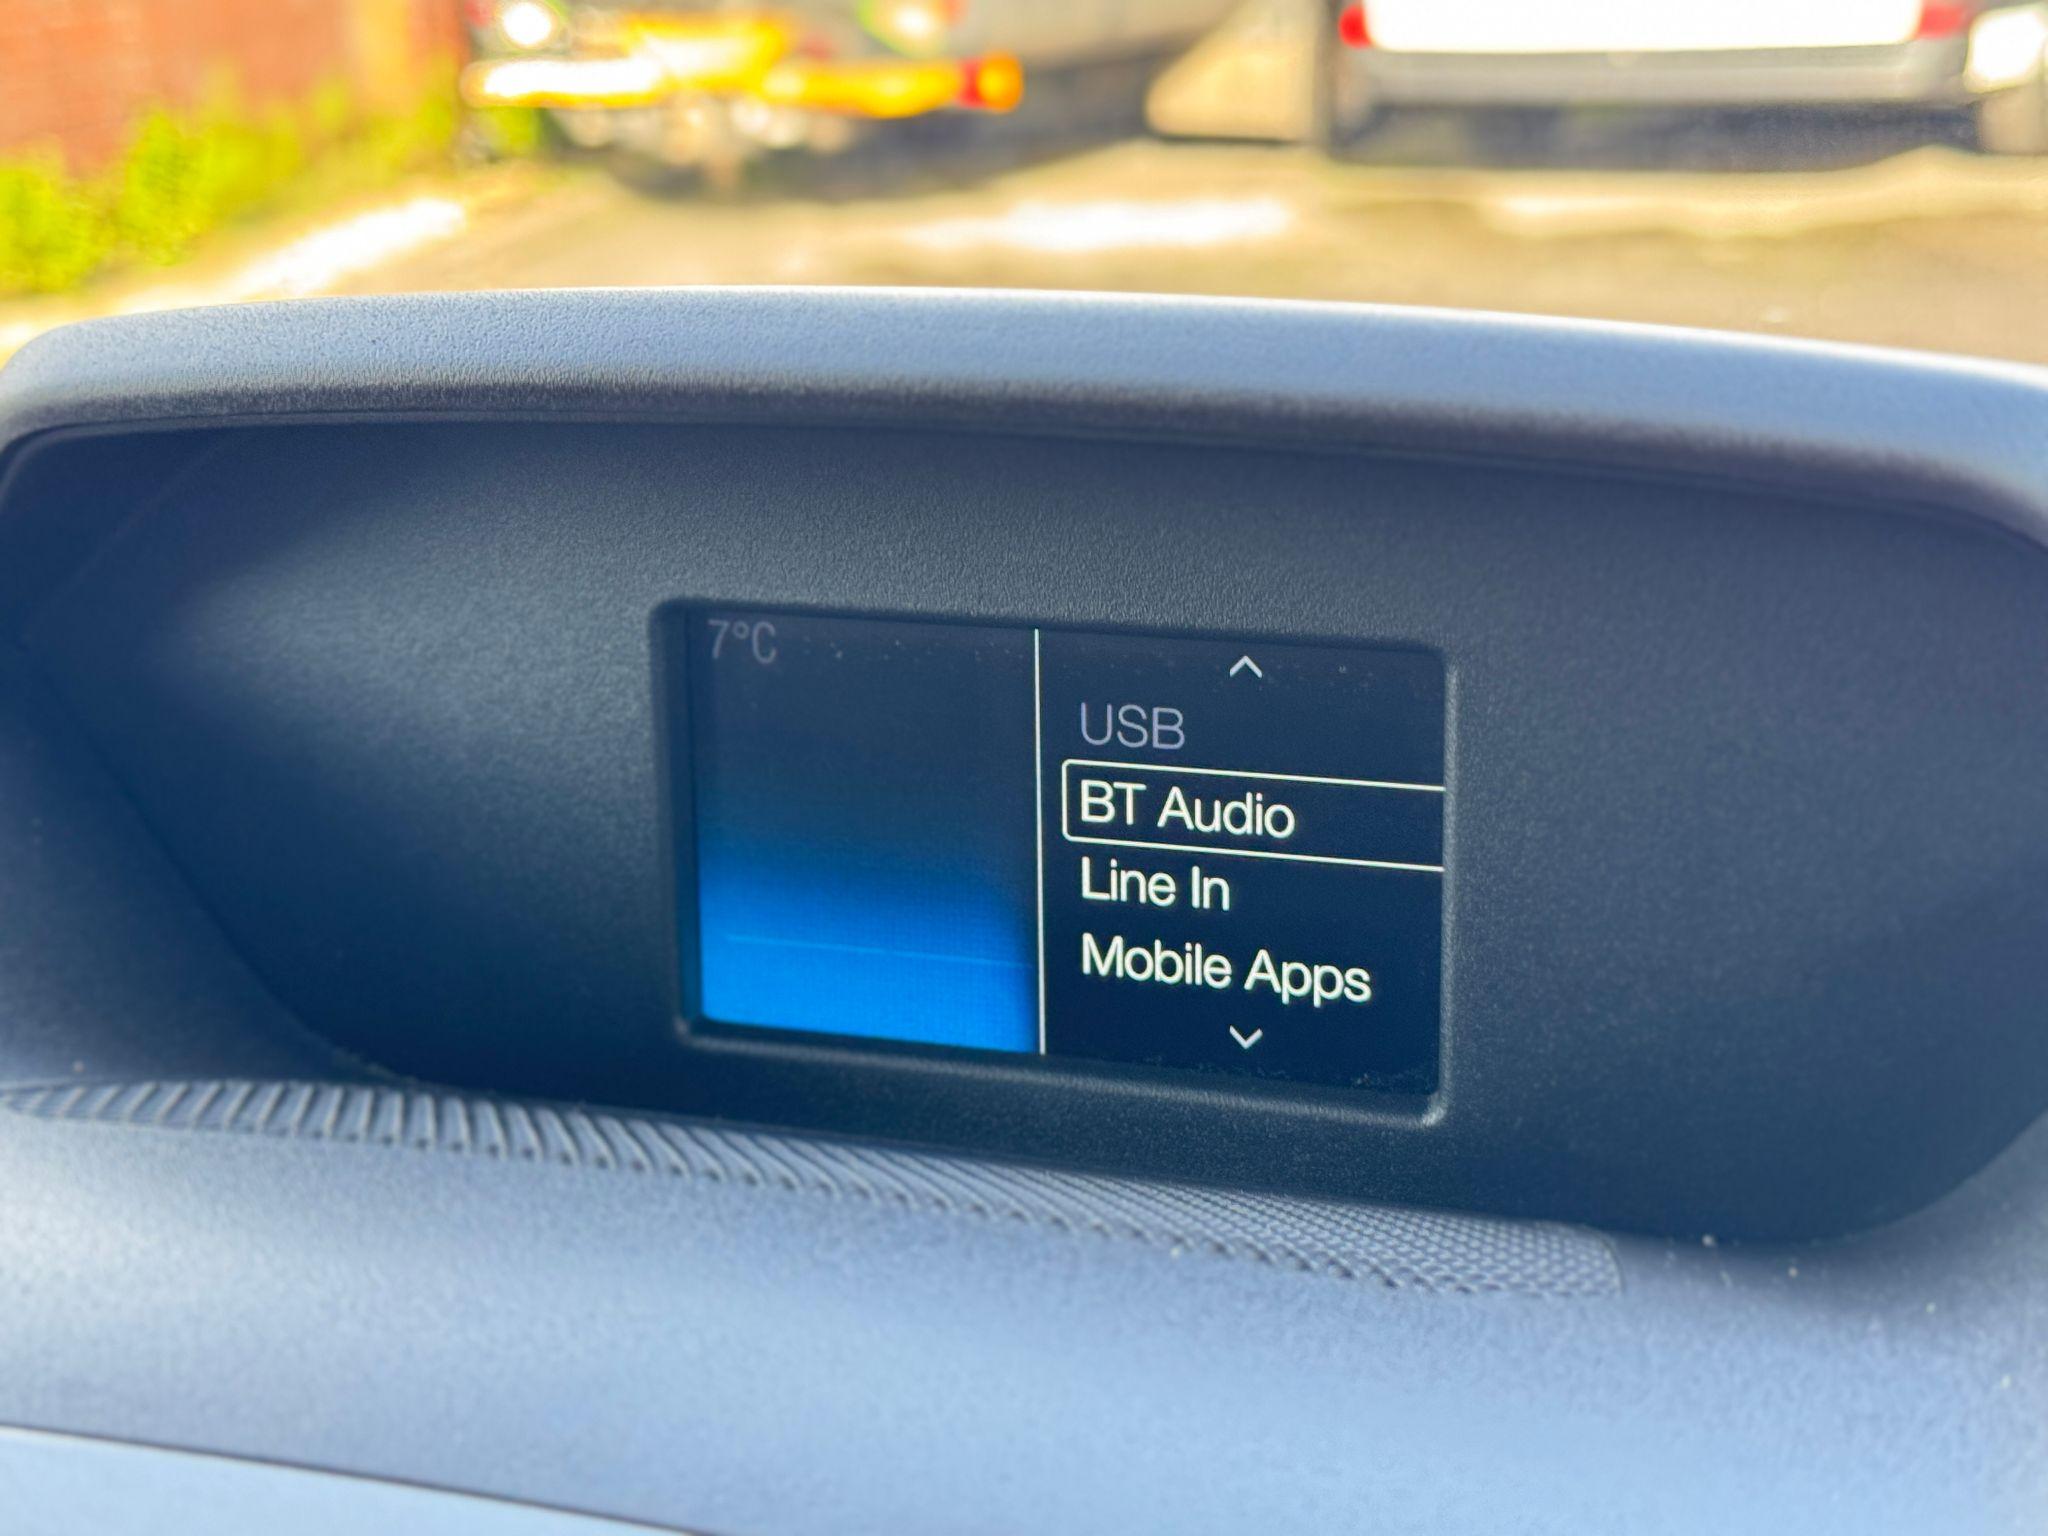 7°C
USB
BT Audio
Line In
Mobile Apps